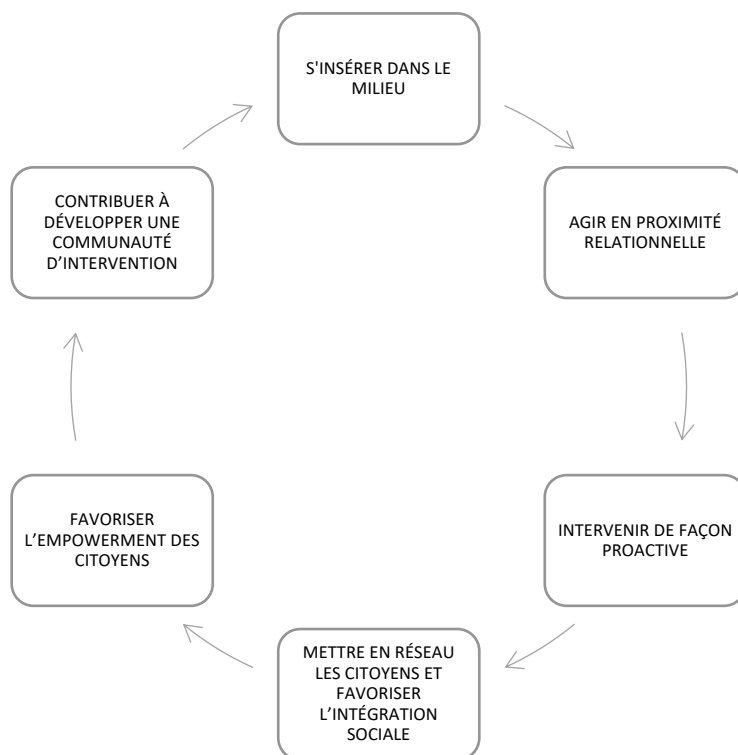 S'INSÉRER DANS LE
MILIEU
AGIR EN PROXIMITÉ
RELATIONNELLE
INTERVENIR DE FAÇON
PROACTIVE
METTRE EN RÉSEAU
LES CITOYENS ET
FAVORISER
L’INTÉGRATION
SOCIALE
FAVORISER
L’EMPOWERMENT DES
CITOYENS
CONTRIBUER À
DÉVELOPPER UNE
COMMUNAUTÉ
D’INTERVENTION